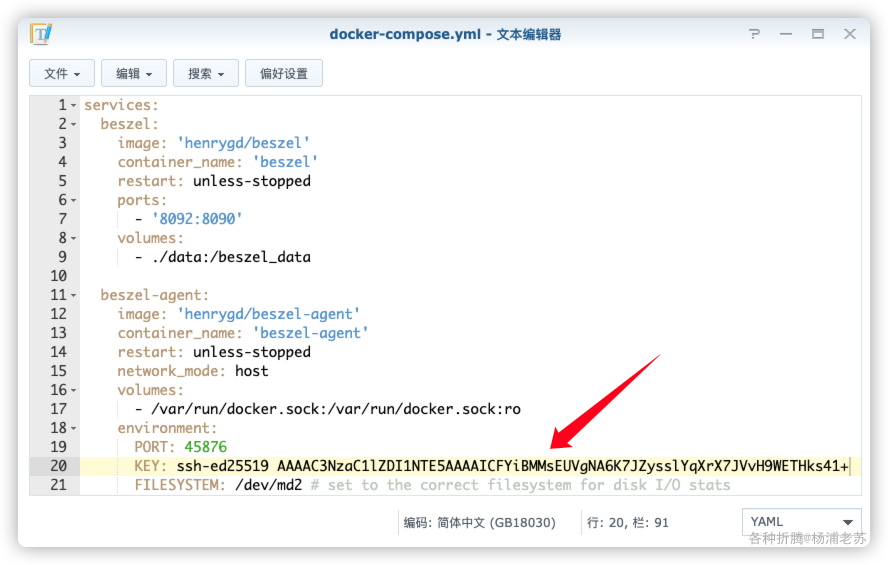 docker-compose.yml - 文本编辑器
文件 编辑 搜索 偏好设置
1 services:
2 beszel:
3 image: 'henrygd/beszel'
4 container_name: 'beszel'
5 restart: unless-stopped
6 ports:
7 - '8092:8090'
8 volumes:
9 - ./data:/beszel_data
10
11 beszel-agent:
12 image: 'henrygd/beszel-agent'
13 container_name: 'beszel-agent'
14 restart: unless-stopped
15 network_mode: host
16 volumes:
17 - /var/run/docker.sock:/var/run/docker.sock:ro
18 environment:
19 PORT: 45876
20 KEY: ssh-ed25519 AAAAC3NzaC1lZDI1NTE5AAAAICFYiBMMsEUVgNA6K7JZysslYqXrX7JVvH9WETHks41+
21 FILESYSTEM: /dev/md2 # set to the correct filesystem for disk I/O stats
编码: 简体中文 (GB18030) 行: 20, 栏: 91 YAML
各种折腾@杨浦老苏